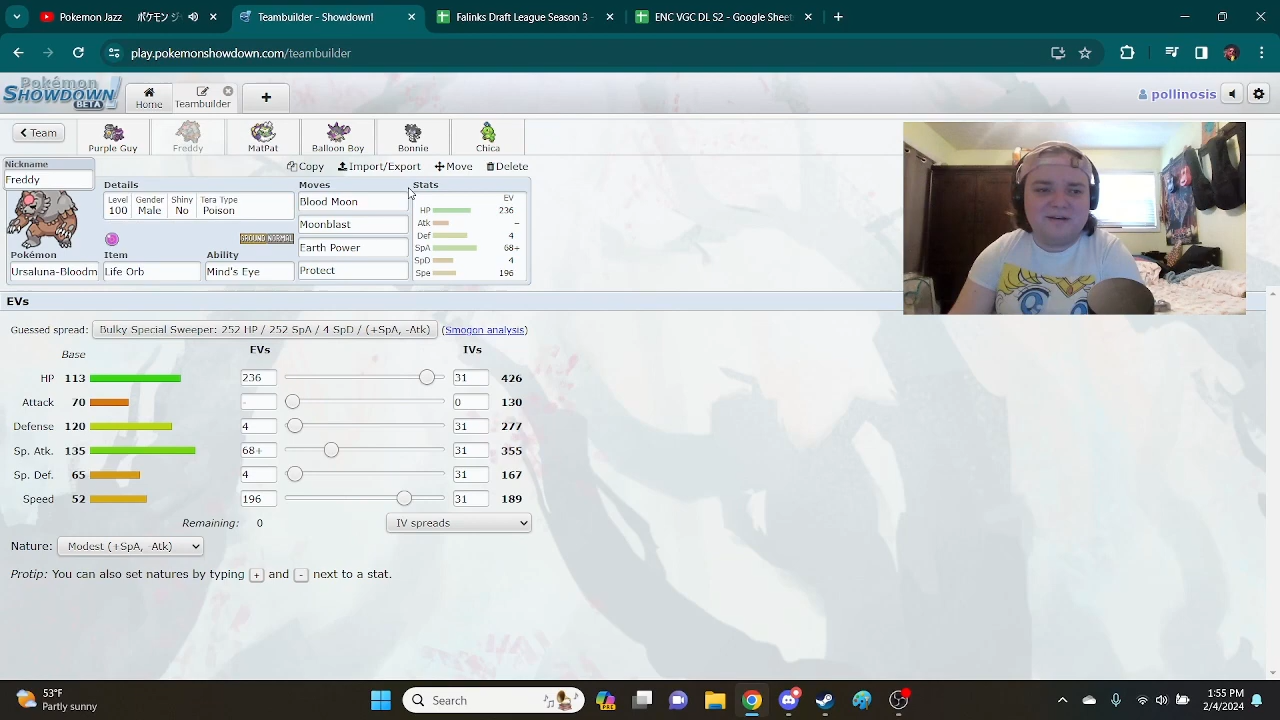 Pokemon Jazz
Teambuilder - Showdown!
Falinks Draft League Season 3 -
ENC VGC DL S2 - Google Sheet
play.pokemonshowdown.com/teambuilder
Pokémon
SHOWDOWN!
BETA
Home
Teambuilder
pollinosis
Team
Purple Guy
Freddy
MatPat
Balloon Boy
Bonnie
Chica
Nickname
Freddy
Copy
Import/Export
Move
Delete
Details
Level
100
Gender
Male
Shiny
No
Tera Type
Poison
GROUND NORMAL
Pokémon
Ursaluna-Bloodm
Item
Life Orb
Ability
Mind's Eye
Moves
Blood Moon
Moonblast
Earth Power
Protect
Stats
EV
HP 236
Atk –
Def 4
SpA 68+
SpD 4
Spe 196
EVs
Guessed spread: Bulky Special Sweeper: 252 HP / 252 SpA / 4 SpD / (+SpA, -Atk) (Smogon analysis)
Base EVs IVs
HP 113 236 31 426
Attack 70 - 0 130
Defense 120 4 31 277
Sp. Atk. 135 68+ 31 355
Sp. Def. 65 4 31 167
Speed 52 196 31 189
Remaining: 0 IV spreads
Nature: Modest (+SpA, -Atk)
Protip: You can also set natures by typing + and - next to a stat.
53°F
Partly sunny
Search
PRE
1:55 PM
2/4/2024